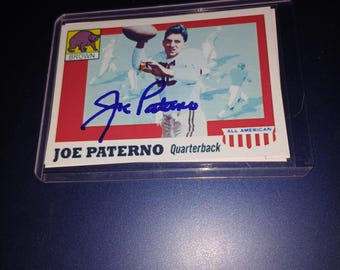 BROWN
Joe Paterno
ALL AMERICAN
JOE PATERNO Quarterback